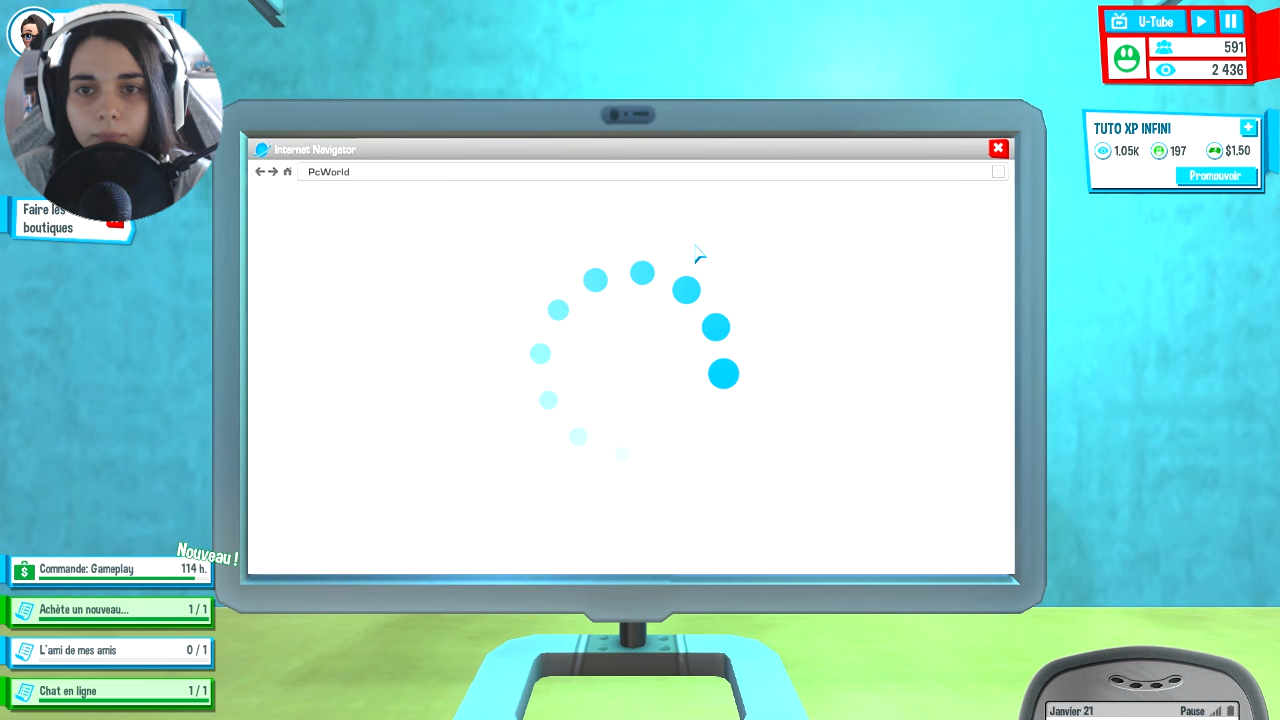 U-Tube
591
2 436
TUTO XP INFINI
1.05K 197 $1.50
Promouvoir
Internet Navigator
PcWorld
Faire les
boutiques
Nouveau !
Commande: Gameplay 114 h.
Achète un nouveau... 1 / 1
L'ami de mes amis 0 / 1
Chat en ligne 1 / 1
Janvier 21 Pause